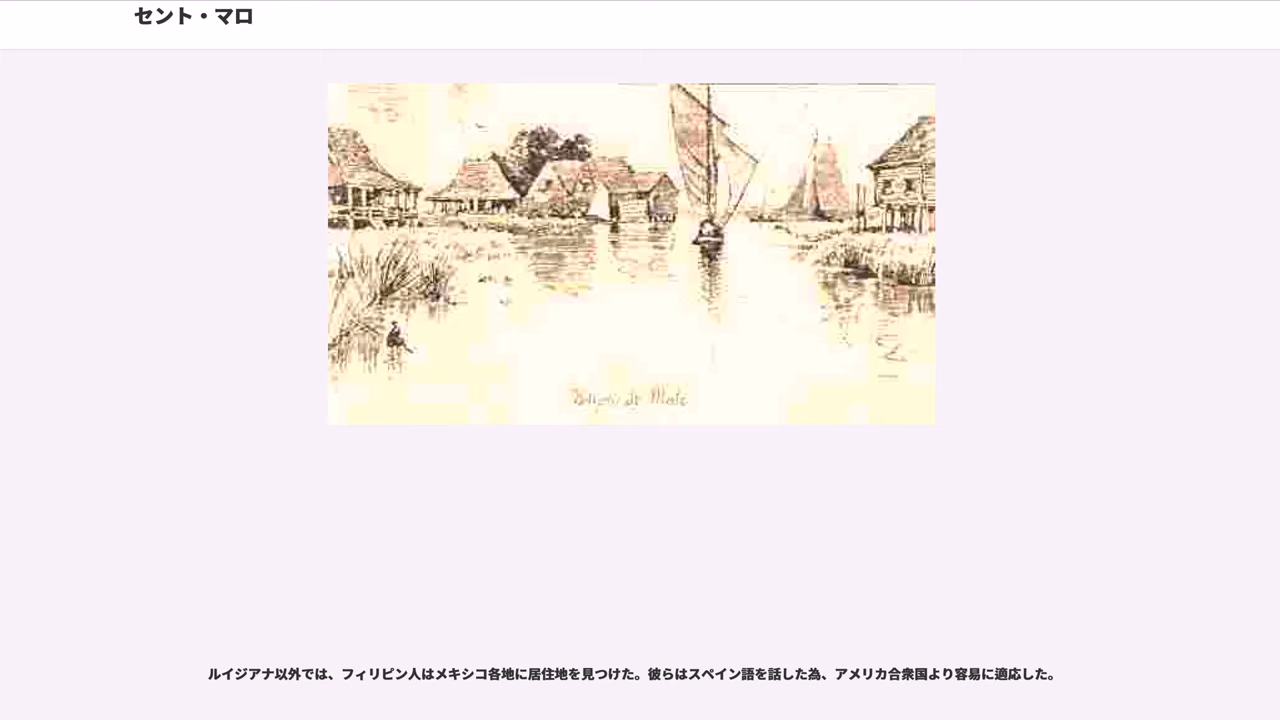 セント・マロ
ルイジアナ以外では、フィリピン人はメキシコ各地に居住地を見つけた。彼らはスペイン語を話した為、アメリカ合衆国より容易に適応した。